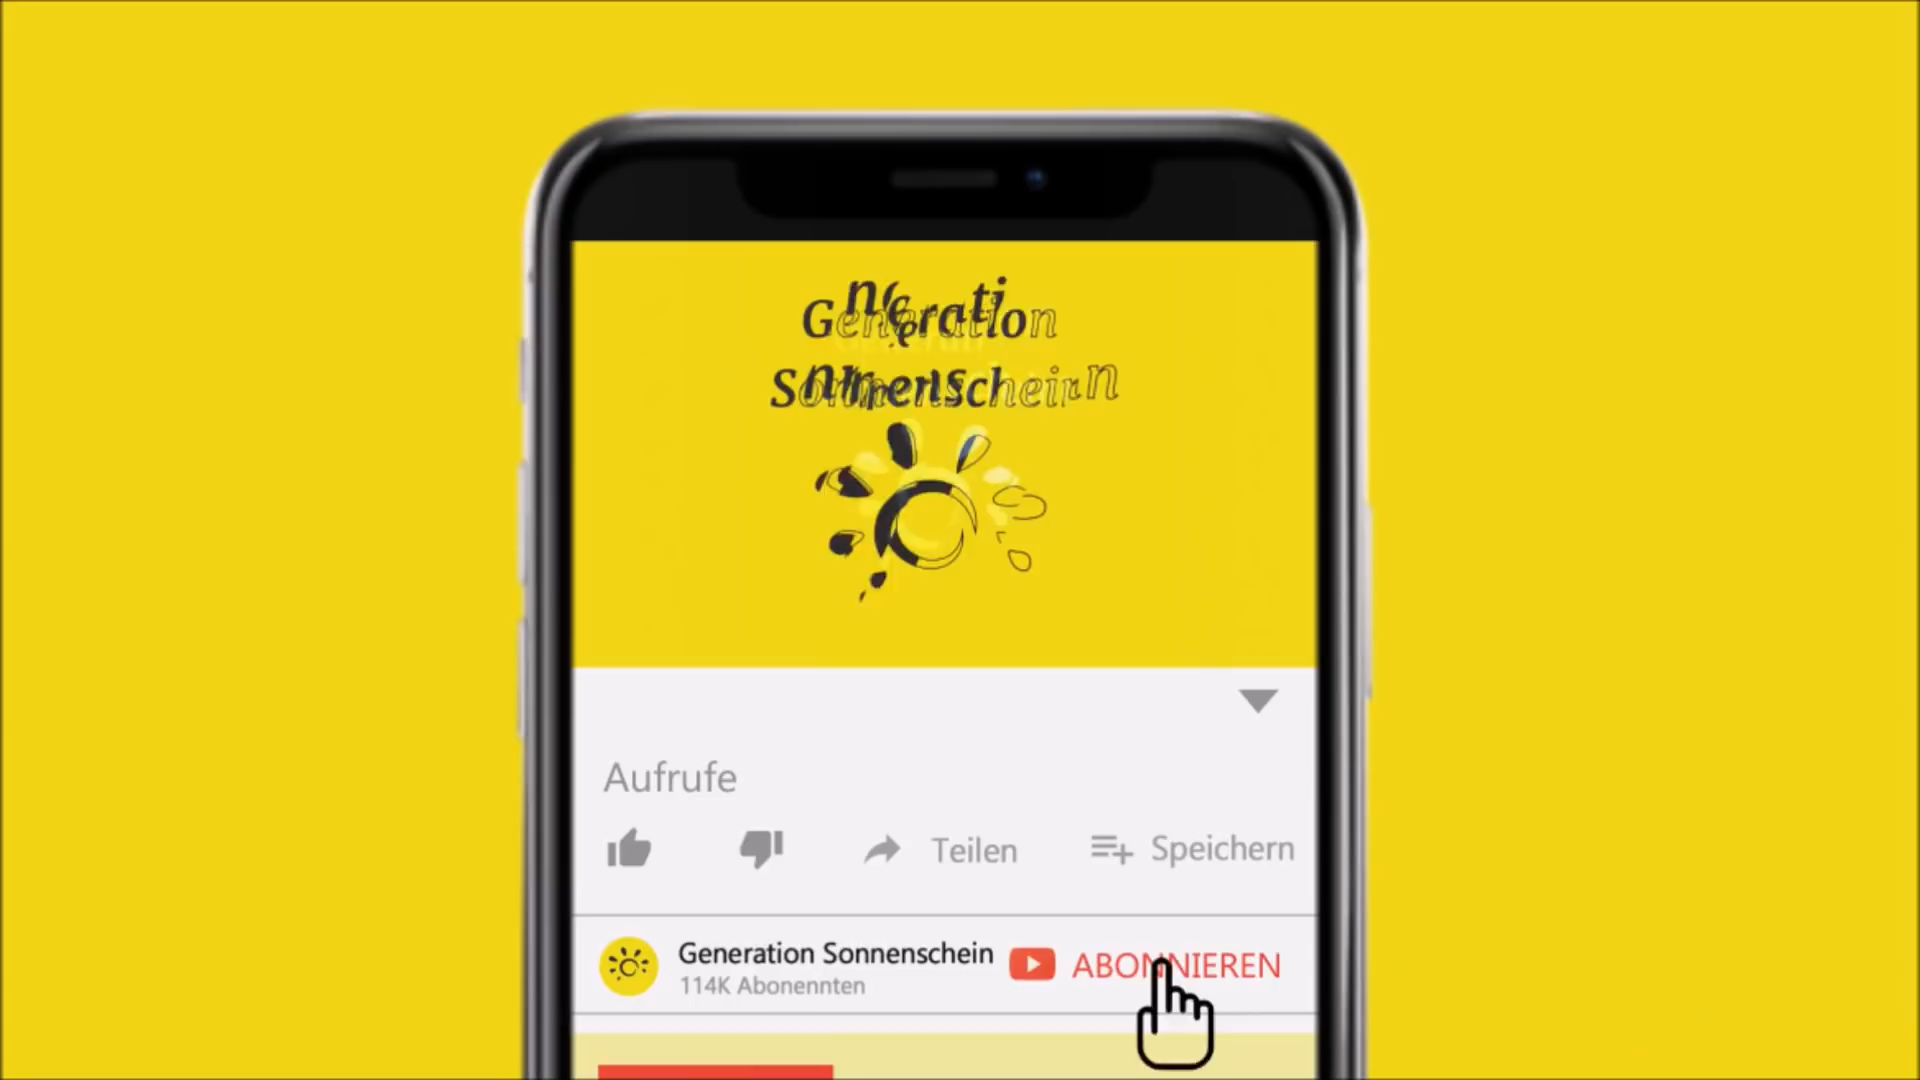 Generation
Sonnenschein
Aufrufe
Teilen
Speichern
Generation Sonnenschein
ABONNIEREN
114K Abonennten